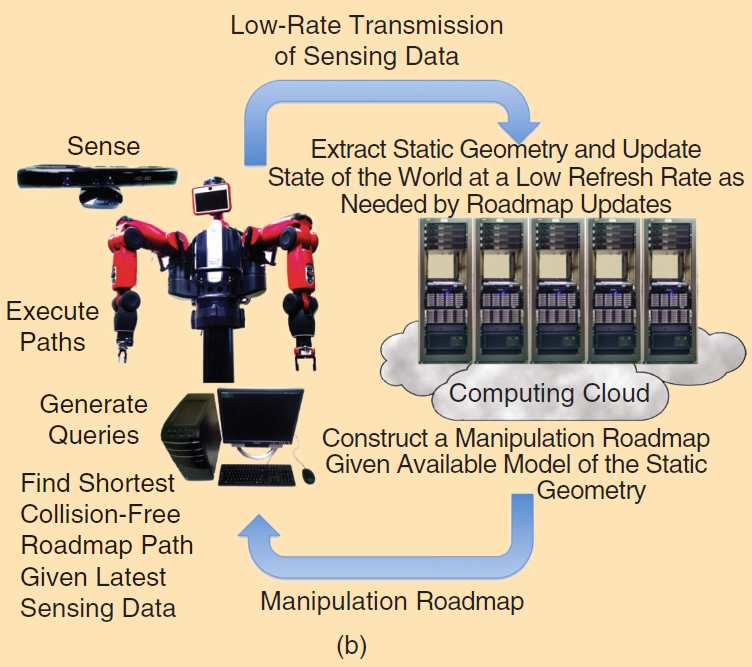 Low-Rate Transmission
of Sensing Data
Sense
Extract Static Geometry and Update
State of the World at a Low Refresh Rate as
Needed by Roadmap Updates
Execute
Paths
Computing Cloud
Generate
Queries
Construct a Manipulation Roadmap
Given Available Model of the Static
Geometry
Find Shortest
Collision-Free
Roadmap Path
Given Latest
Sensing Data
Manipulation Roadmap
(b)